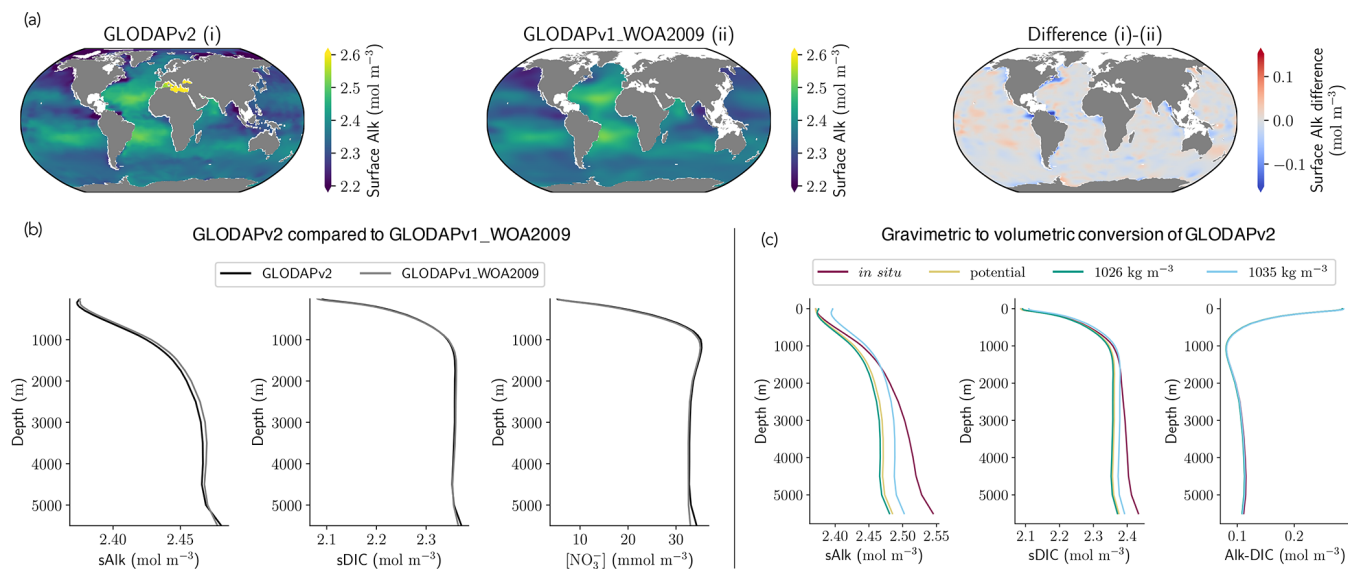 (a)
GLODAPv2 (i)
GLODAPv1_WOA2009 (ii)
Difference (i)-(ii)
2.6
2.5
2.4
2.3
2.2
Surface Alk (mol m⁻³)
2.6
2.5
2.4
2.3
2.2
Surface Alk (mol m⁻³)
0.1
0.0
−0.1
Surface Alk difference
(mol m⁻³)
(b)
GLODAPv2 compared to GLODAPv1_WOA2009
GLODAPv2
GLODAPv1_WOA2009
1000
2000
3000
4000
5000
Depth (m)
2.40
2.45
sAlk (mol m⁻³)
1000
2000
3000
4000
5000
Depth (m)
2.1
2.2
2.3
sDIC (mol m⁻³)
1000
2000
3000
4000
5000
Depth (m)
10
20
30
[NO₃⁻] (mmol m⁻³)
(c)
Gravimetric to volumetric conversion of GLODAPv2
in situ
potential
1026 kg m⁻³
1035 kg m⁻³
0
1000
2000
3000
4000
5000
Depth (m)
2.40
2.45
2.50
2.55
sAlk (mol m⁻³)
0
1000
2000
3000
4000
5000
Depth (m)
2.1
2.2
2.3
2.4
sDIC (mol m⁻³)
0
1000
2000
3000
4000
5000
Depth (m)
0.1
0.2
Alk-DIC (mol m⁻³)